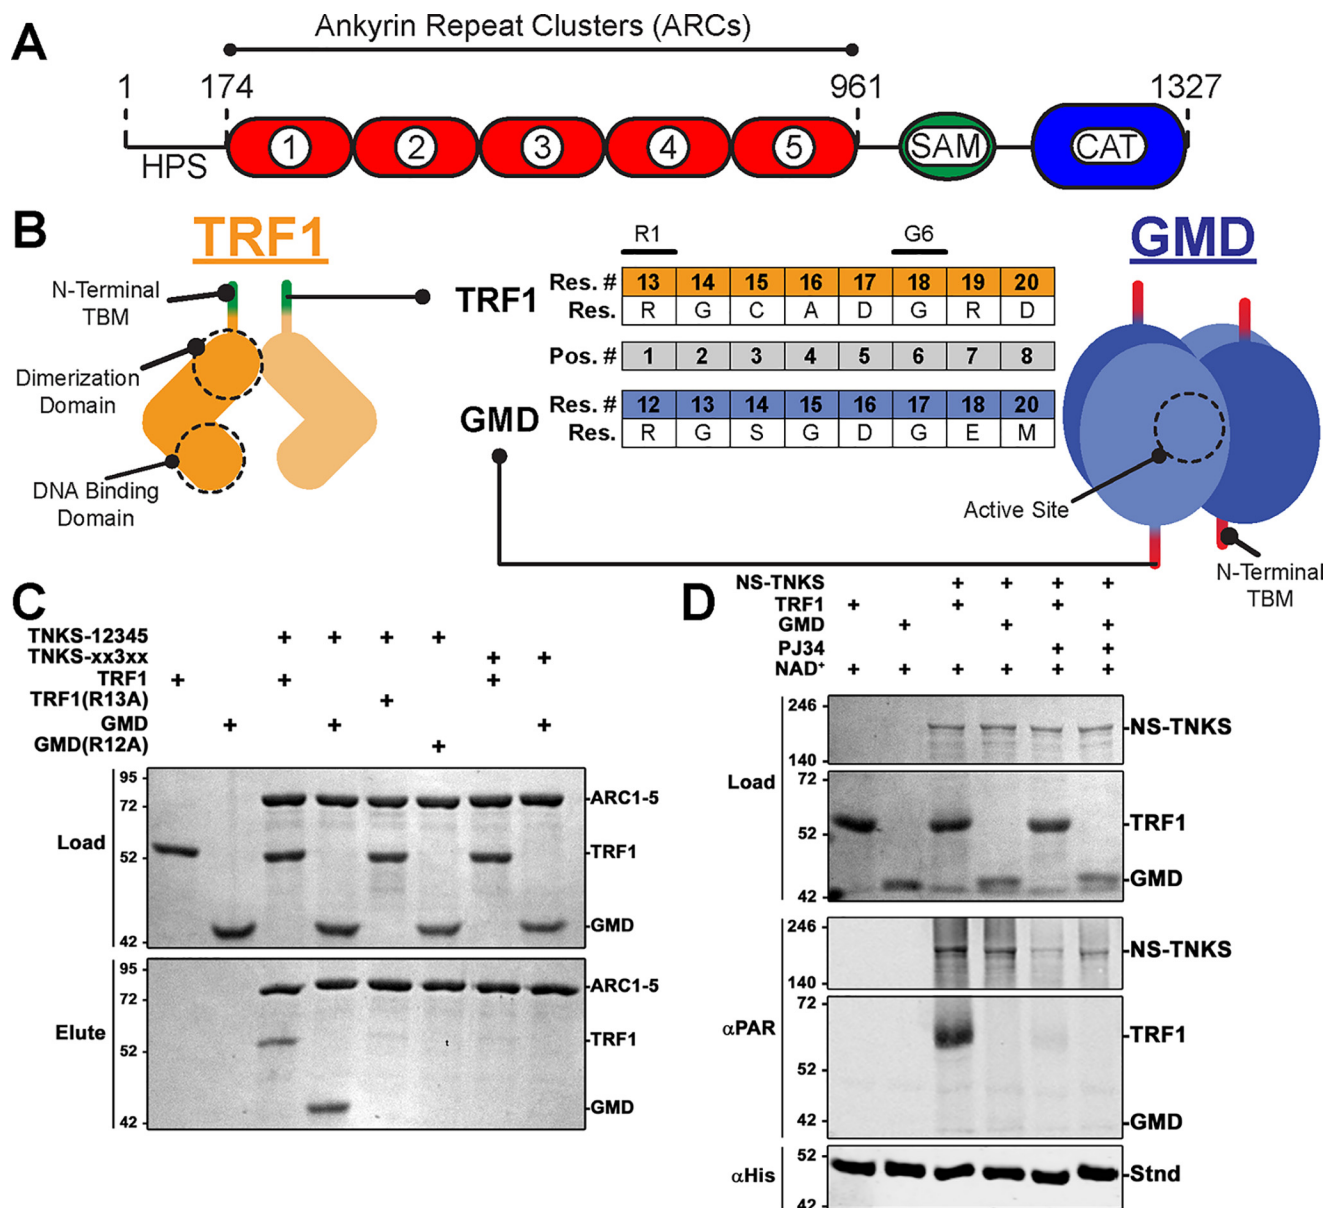 A
Ankyrin Repeat Clusters (ARCs)
1 174 961 1327
HPS 1 2 3 4 5 SAM CAT
B
TRF1
N-Terminal
TBM
Dimerization
Domain
DNA Binding
Domain
R1 G6
TRF1
Res. # 13 14 15 16 17 18 19 20
Res. R G C A D G R D
Pos. # 1 2 3 4 5 6 7 8
GMD
Res. # 12 13 14 15 16 17 18 20
Res. R G S G D G E M
GMD
Active Site
N-Terminal
TBM
C
TNKS-12345 + + + +
TNKS-xx3xx + +
TRF1 + + +
TRF1(R13A) +
GMD + + +
GMD(R12A) +
Load
95
72
52
42
ARC1-5
TRF1
GMD
Elute
95
72
52
42
ARC1-5
TRF1
GMD
D
NS-TNKS + + + +
TRF1 + + +
GMD + + +
PJ34 + +
NAD⁺ + + + + + +
Load
246
140
NS-TNKS
72
52
42
TRF1
GMD
αPAR
246
140
NS-TNKS
72
52
42
TRF1
GMD
αHis
52
42
Stnd